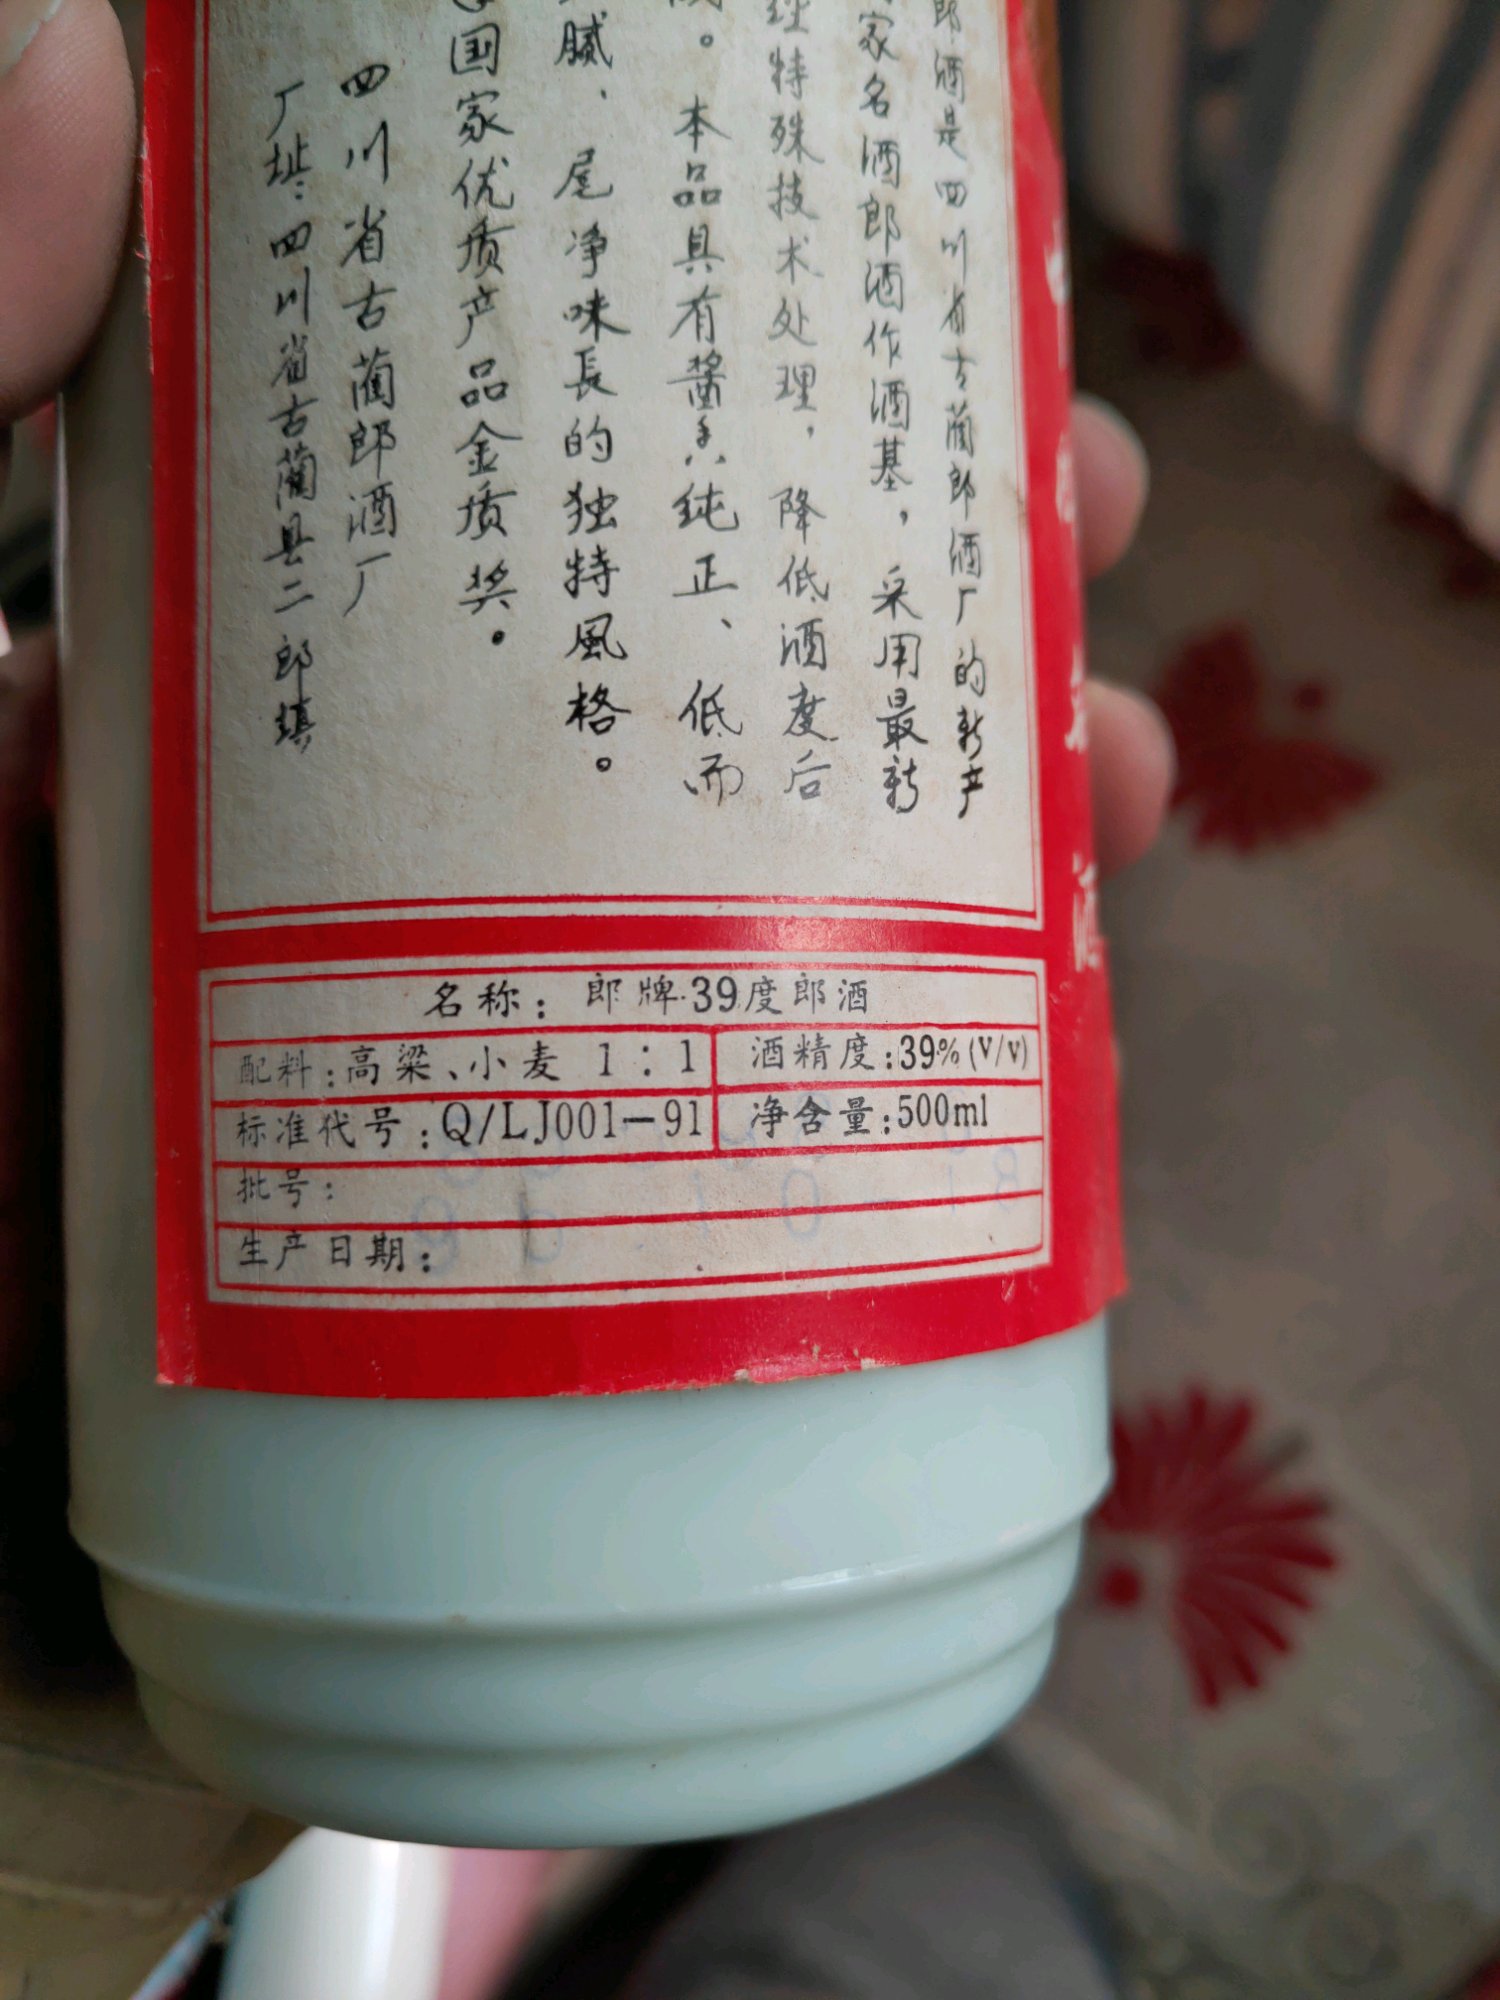 郎酒是四川省古蔺郎酒厂的新产
家名酒郎酒作酒基，采用最新
经特殊技术处理，降低酒度后
。本品具有酱香纯正、低而
腻、尾净味長的独特風格。
国家优质产品金质奖。
四川省古蔺郎酒厂
厂址：四川省古蔺县二郎镇
名称：郎牌39度郎酒
配料：高粱、小麦 1：1
酒精度：39%(V/V)
标准代号：Q/LJ001-91
净含量：500ml
批号：
生产日期：